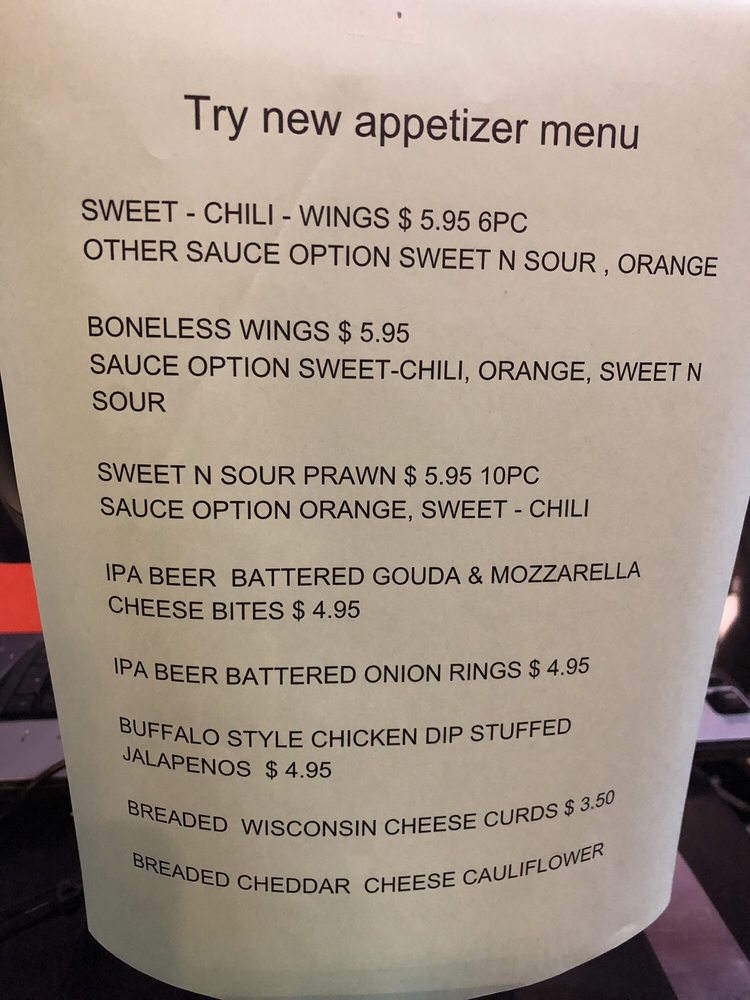 Try new appetizer menu
SWEET - CHILI - WINGS $ 5.95 6PC
OTHER SAUCE OPTION SWEET N SOUR , ORANGE
BONELESS WINGS $ 5.95
SAUCE OPTION SWEET-CHILI, ORANGE, SWEET N
SOUR
SWEET N SOUR PRAWN $ 5.95 10PC
SAUCE OPTION ORANGE, SWEET - CHILI
IPA BEER BATTERED GOUDA & MOZZARELLA
CHEESE BITES $ 4.95
IPA BEER BATTERED ONION RINGS $ 4.95
BUFFALO STYLE CHICKEN DIP STUFFED
JALAPENOS $ 4.95
BREADED WISCONSIN CHEESE CURDS $ 3.50
BREADED CHEDDAR CHEESE CAULIFLOWER